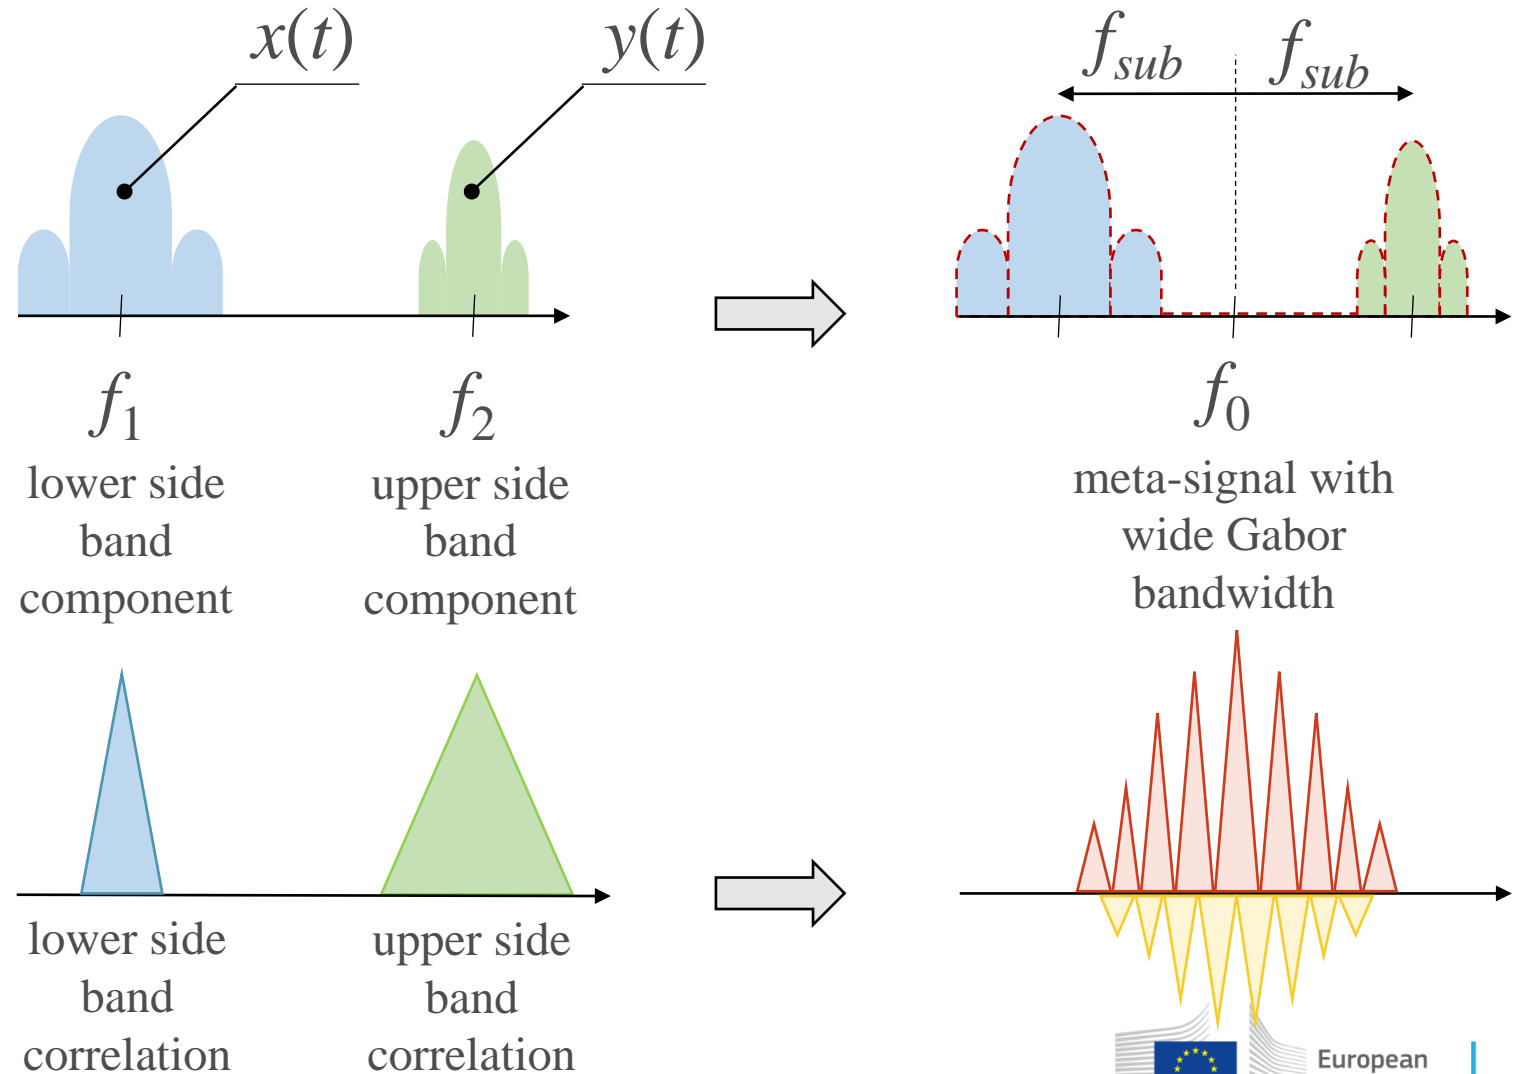 x(t)
y(t)
f_sub
f_sub
f_1
f_2
f_0
lower side
band
component
upper side
band
component
meta-signal with
wide Gabor
bandwidth
lower side
band
correlation
upper side
band
correlation
European